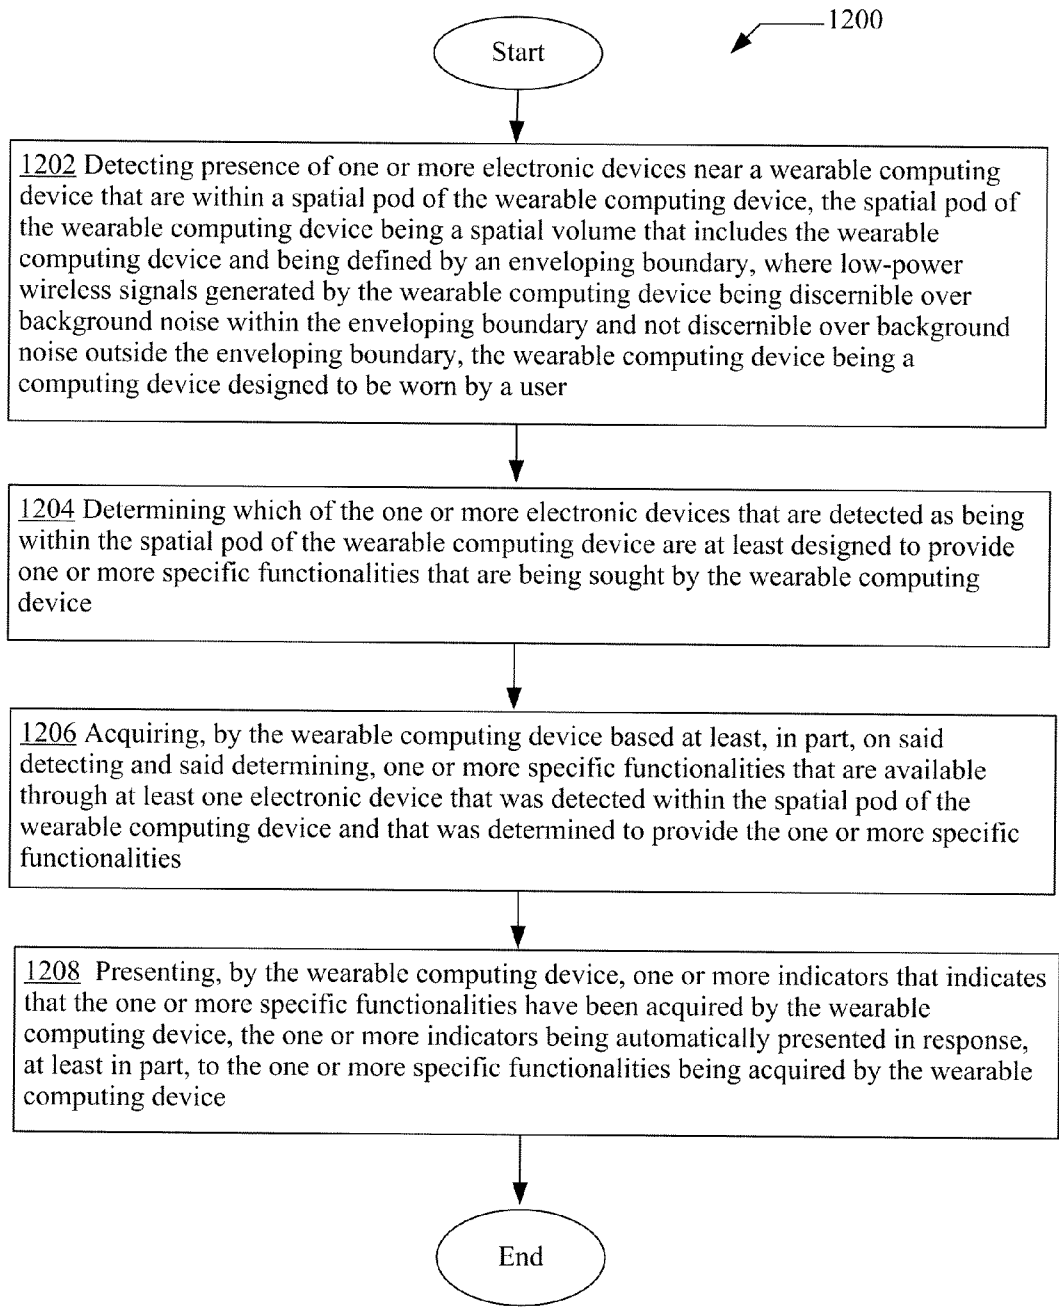 1200
Start
1202 Detecting presence of one or more electronic devices near a wearable computing
device that are within a spatial pod of the wearable computing device, the spatial pod of
the wearable computing device being a spatial volume that includes the wearable
computing device and being defined by an enveloping boundary, where low-power
wireless signals generated by the wearable computing device being discernible over
background noise within the enveloping boundary and not discernible over background
noise outside the enveloping boundary, the wearable computing device being a
computing device designed to be worn by a user
1204 Determining which of the one or more electronic devices that are detected as being
within the spatial pod of the wearable computing device are at least designed to provide
one or more specific functionalities that are being sought by the wearable computing
device
1206 Acquiring, by the wearable computing device based at least, in part, on said
detecting and said determining, one or more specific functionalities that are available
through at least one electronic device that was detected within the spatial pod of the
wearable computing device and that was determined to provide the one or more specific
functionalities
1208 Presenting, by the wearable computing device, one or more indicators that indicates
that the one or more specific functionalities have been acquired by the wearable
computing device, the one or more indicators being automatically presented in response,
at least in part, to the one or more specific functionalities being acquired by the wearable
computing device
End